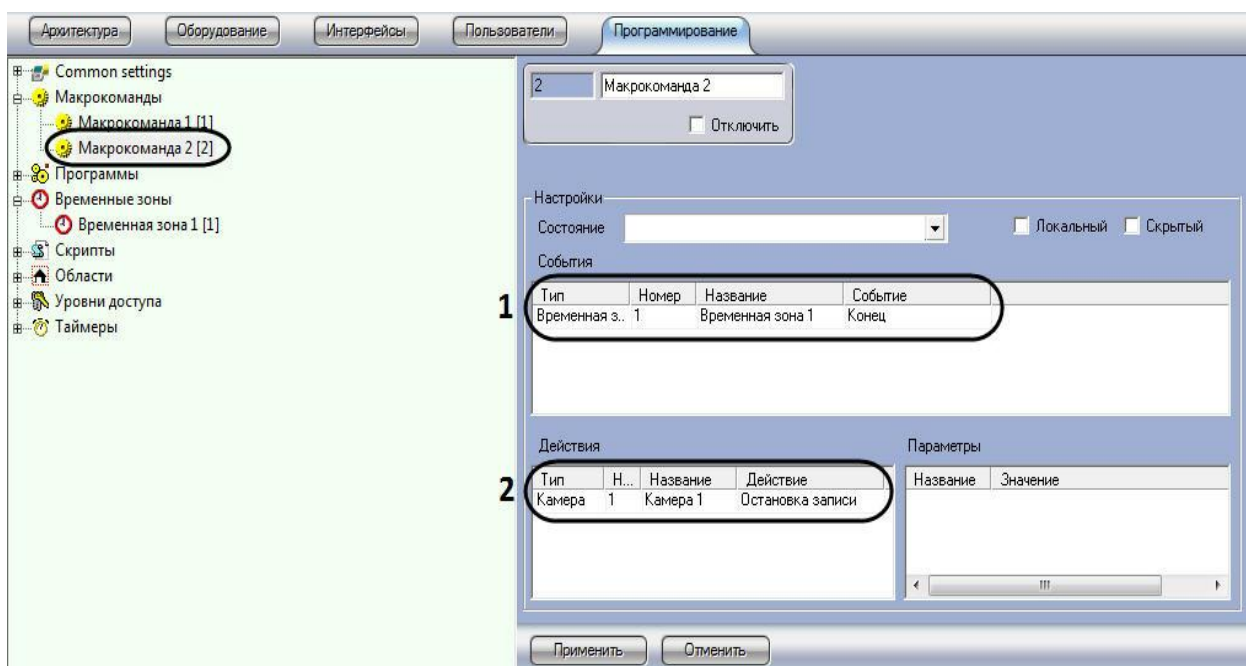 Архитектура Оборудование Интерфейсы Пользователи Программирование
Common settings
Макрокоманды
Макрокоманда 1 [1]
Макрокоманда 2 [2]
Программы
Временные зоны
Временная зона 1 [1]
Скрипты
Области
Уровни доступа
Таймеры
2 Макрокоманда 2
Отключить
Настройки
Состояние Локальный Скрытый
События
1
Тип Номер Название Событие
Временная з.. 1 Временная зона 1 Конец
Действия Параметры
2
Тип Н... Название Действие Название Значение
Камера 1 Камера 1 Остановка записи
Применить Отменить